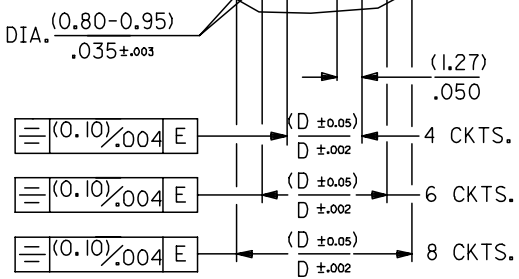 DIA. (0.80-0.95)
.035±.003
(1.27)
.050
(0.10)/.004 E (D ±0.05) 4 CKTS.
D ±.002
(0.10)/.004 E (D ±0.05) 6 CKTS.
D ±.002
(0.10)/.004 E (D ±0.05) 8 CKTS.
D ±.002